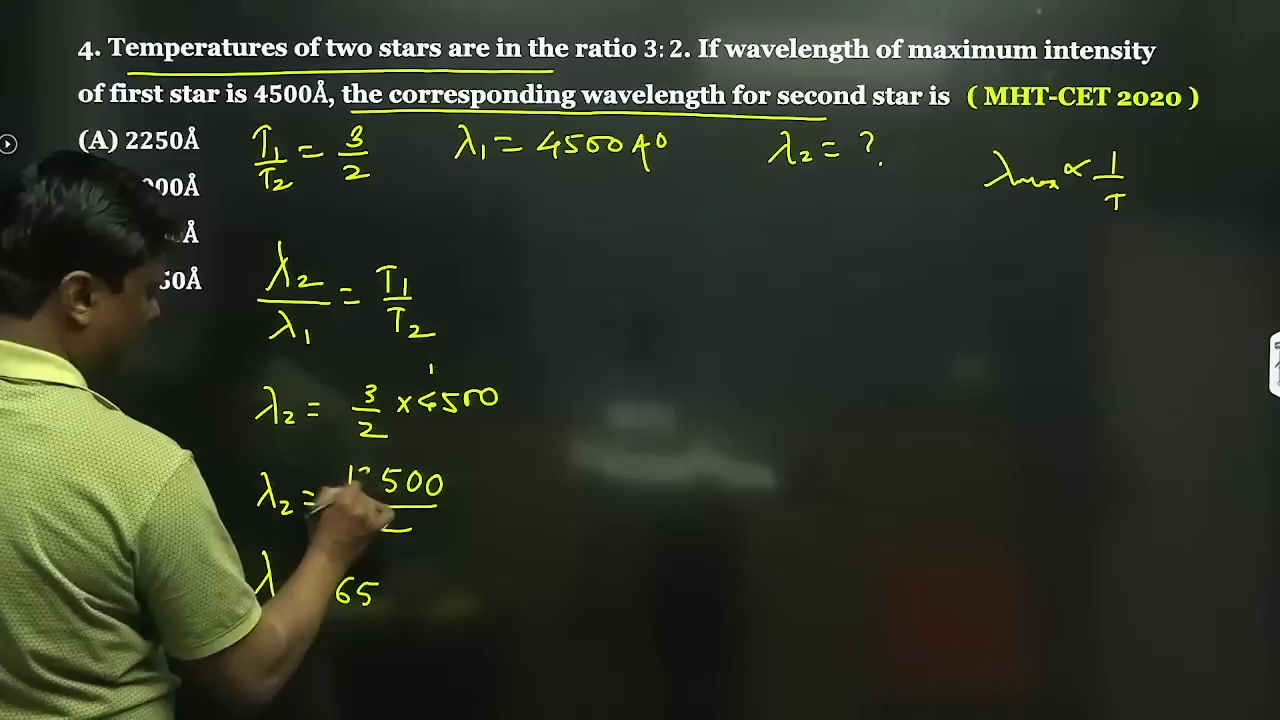 4. Temperatures of two stars are in the ratio 3:2. If wavelength of maximum intensity
of first star is 4500Å, the corresponding wavelength for second star is ( MHT-CET 2020 )
(A) 2250Å
T₁/T₂ = 3/2 λ₁ = 4500 A⁰ λ₂ = ?
λmax ∝ 1/T
λ₂/λ₁ = T₁/T₂
λ₂ = 3/2 × 4500
λ₂ =
λ 65